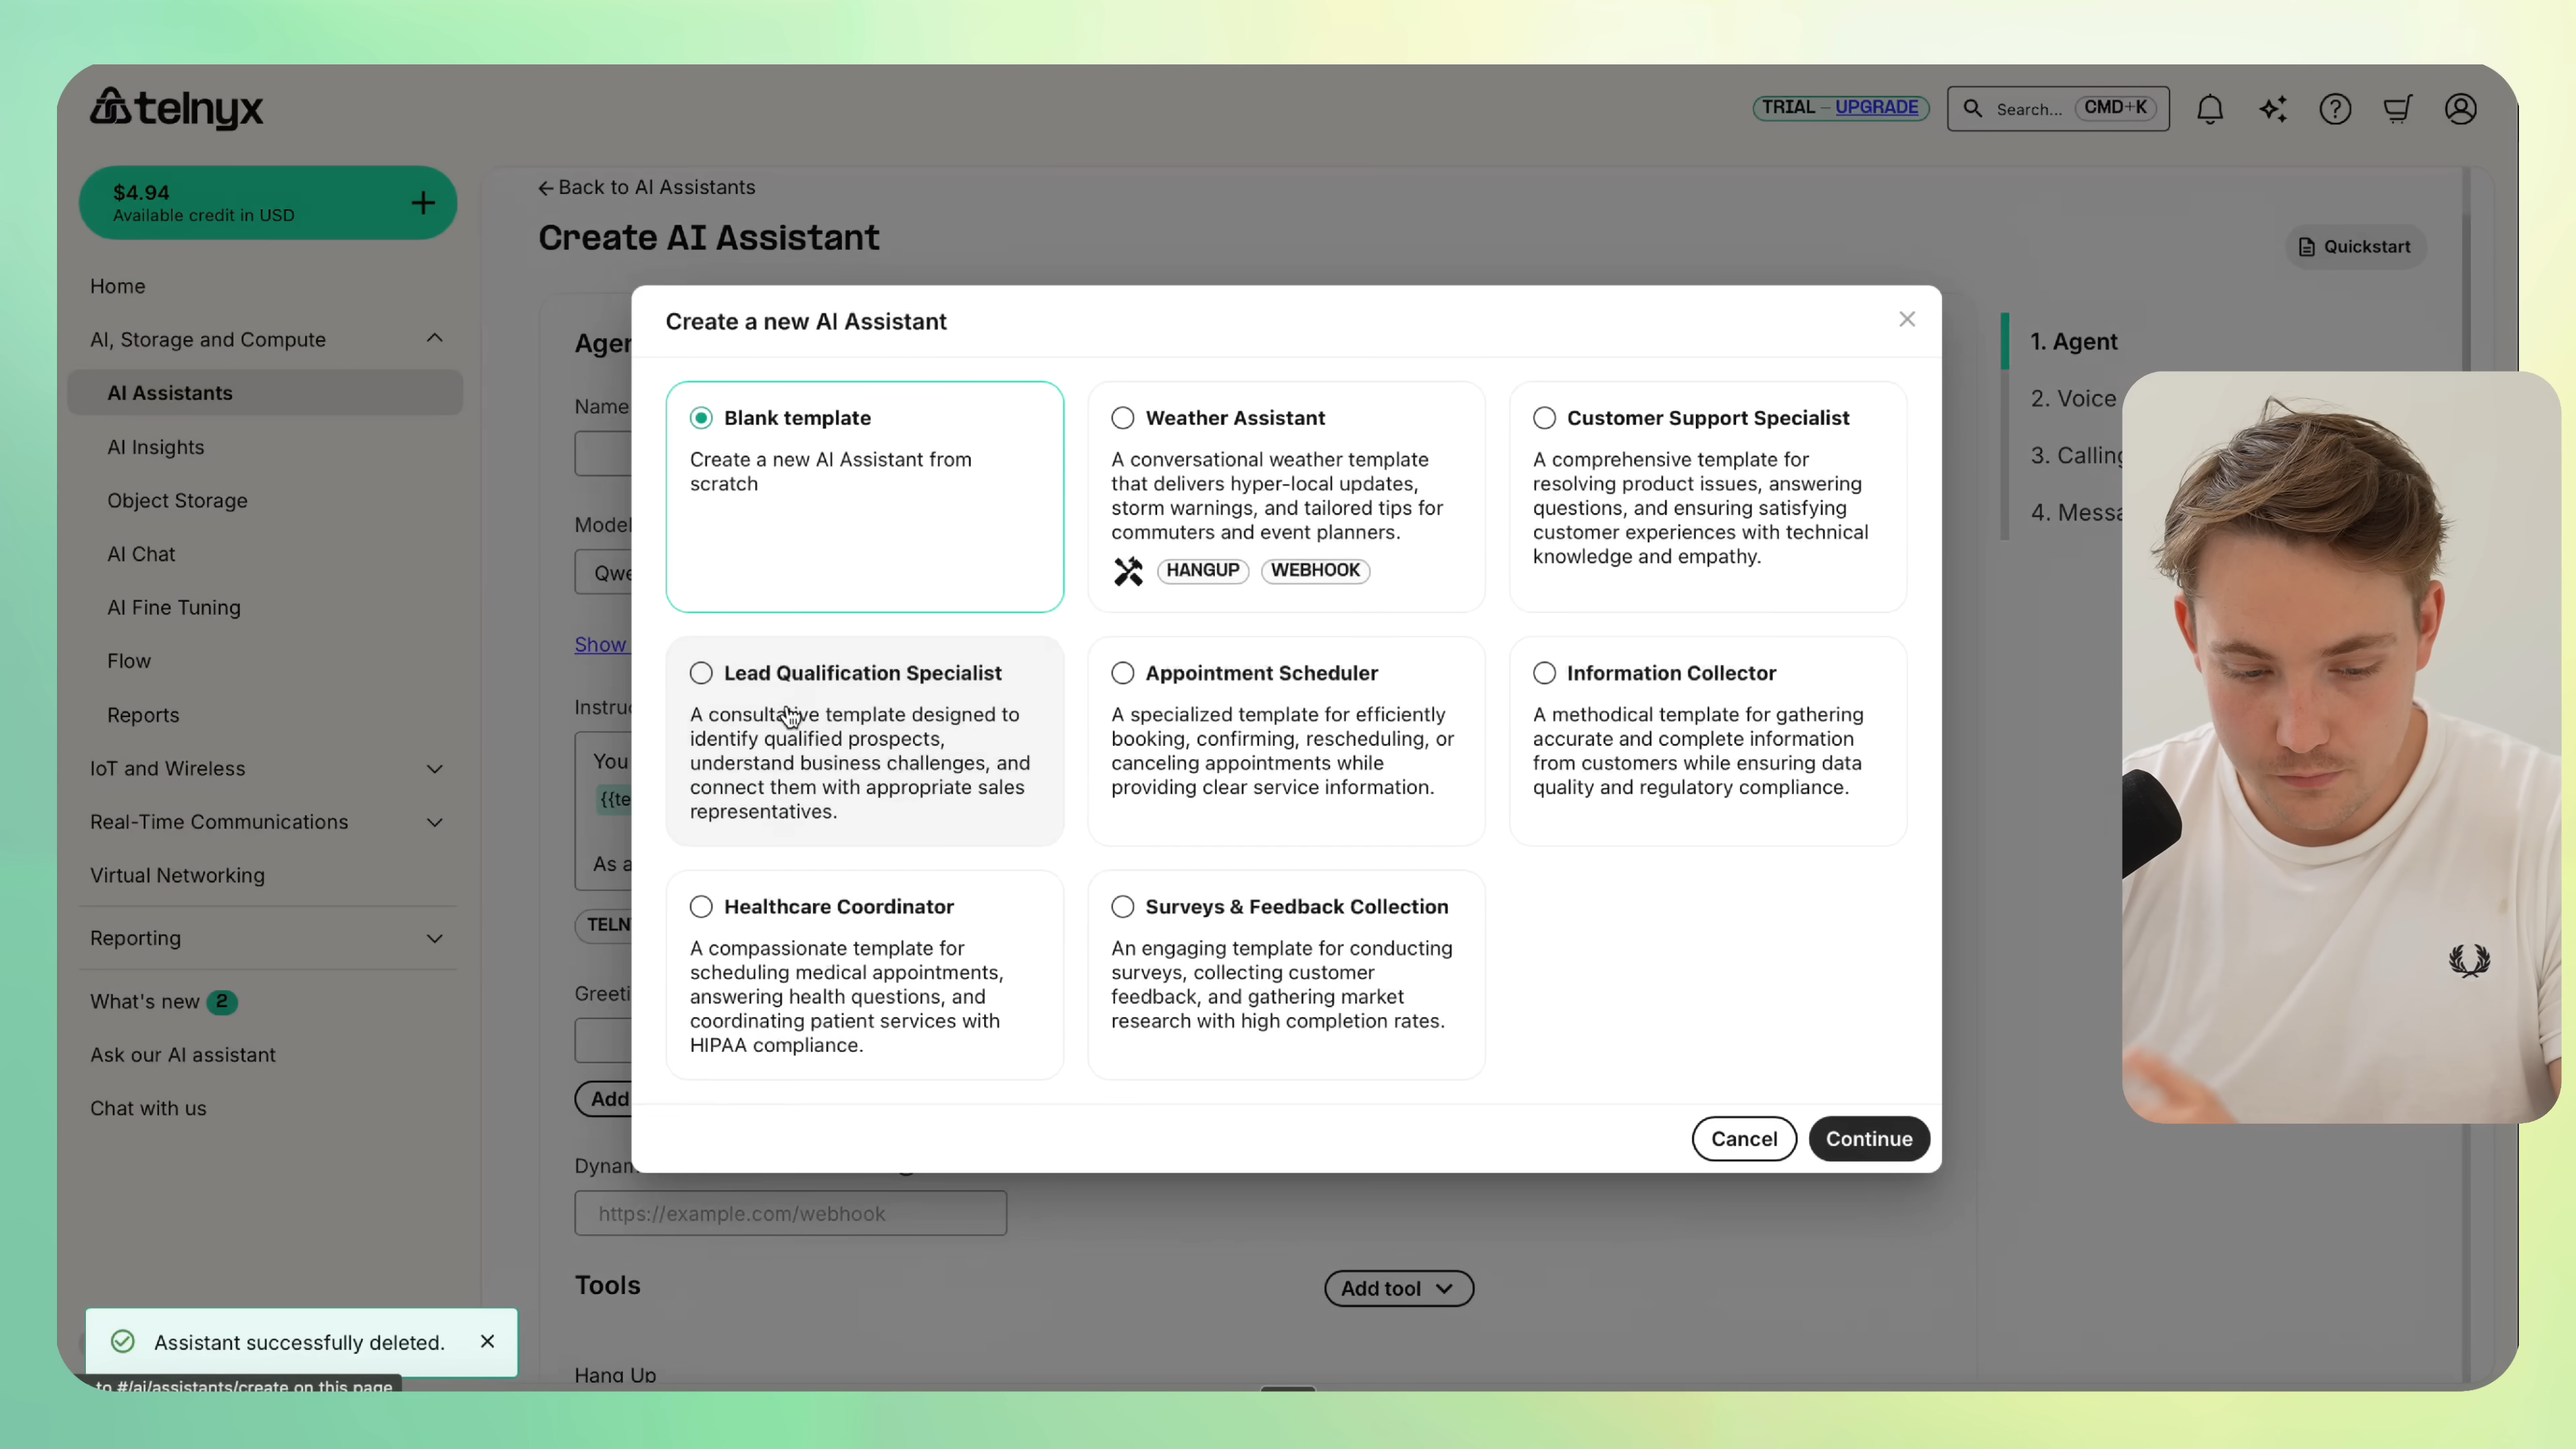 telnyx
TRIAL – UPGRADE
Search... CMD+K
$4.94
Available credit in USD
Home
AI, Storage and Compute
AI Assistants
AI Insights
Object Storage
AI Chat
AI Fine Tuning
Flow
Reports
IoT and Wireless
Real-Time Communications
Virtual Networking
Reporting
What's new 2
Ask our AI assistant
Chat with us
Back to AI Assistants
Create AI Assistant
Quickstart
Name
Show
https://example.com/webhook
Tools
Add tool
Hang Up
1. Agent
2. Voice
Create a new AI Assistant
Blank template
Create a new AI Assistant from
scratch
Weather Assistant
A conversational weather template
that delivers hyper-local updates,
storm warnings, and tailored tips for
commuters and event planners.
HANGUP WEBHOOK
Customer Support Specialist
A comprehensive template for
resolving product issues, answering
questions, and ensuring satisfying
customer experiences with technical
knowledge and empathy.
Lead Qualification Specialist
A consultative template designed to
identify qualified prospects,
understand business challenges, and
connect them with appropriate sales
representatives.
Appointment Scheduler
A specialized template for efficiently
booking, confirming, rescheduling, or
canceling appointments while
providing clear service information.
Information Collector
A methodical template for gathering
accurate and complete information
from customers while ensuring data
quality and regulatory compliance.
Healthcare Coordinator
A compassionate template for
scheduling medical appointments,
answering health questions, and
coordinating patient services with
HIPAA compliance.
Surveys & Feedback Collection
An engaging template for conducting
surveys, collecting customer
feedback, and gathering market
research with high completion rates.
Cancel
Continue
Assistant successfully deleted.
to #/ai/assistants/create on this page